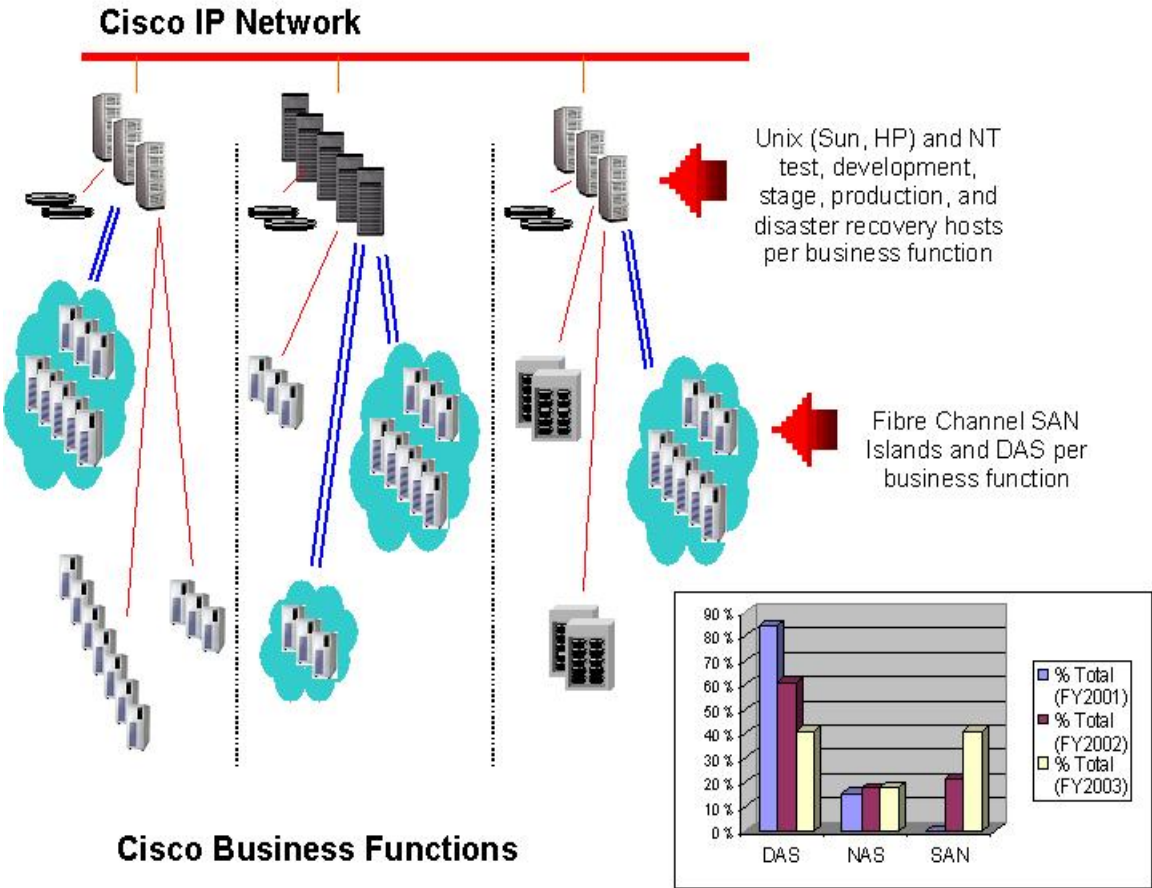 Cisco IP Network
Unix (Sun, HP) and NT
test, development,
stage, production, and
disaster recovery hosts
per business function
Fibre Channel SAN
Islands and DAS per
business function
90 %
80 %
70 %
60 %
50 %
40 %
30 %
20 %
10 %
0 %
DAS
NAS
SAN
% Total
(FY2001)
% Total
(FY2002)
% Total
(FY2003)
Cisco Business Functions